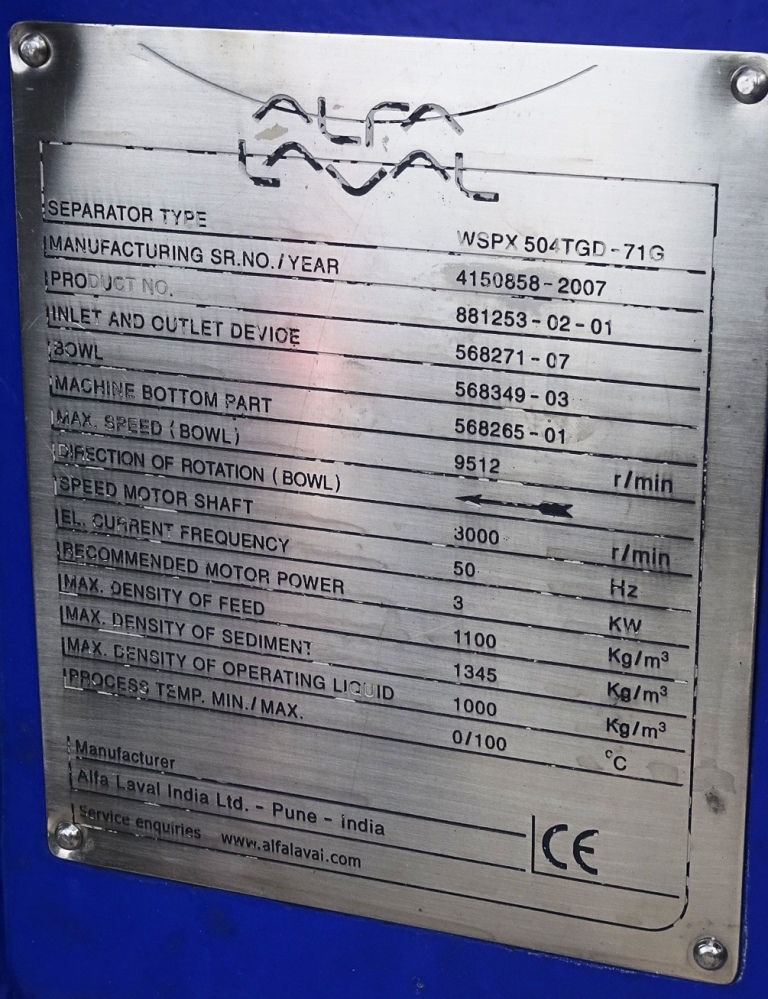 ALFA
LAVAL
SEPARATOR TYPE WSPX 504TGD-71G
MANUFACTURING SR.NO./YEAR 4150858-2007
PRODUCT NO. 881253-02-01
INLET AND OUTLET DEVICE 568271-07
BOWL 568349-03
MACHINE BOTTOM PART 568265-01
MAX. SPEED (BOWL) 9512 r/min
DIRECTION OF ROTATION (BOWL)
SPEED MOTOR SHAFT 3000 r/min
EL. CURRENT FREQUENCY 50 Hz
RECOMMENDED MOTOR POWER 3 KW
MAX. DENSITY OF FEED 1100 Kg/m³
MAX. DENSITY OF SEDIMENT 1345 Kg/m³
MAX. DENSITY OF OPERATING LIQUID 1000 Kg/m³
PROCESS TEMP. MIN./MAX. 0/100 °C
Manufacturer
Alfa Laval India Ltd. - Pune - India
Service enquiries www.alfalaval.com
CE